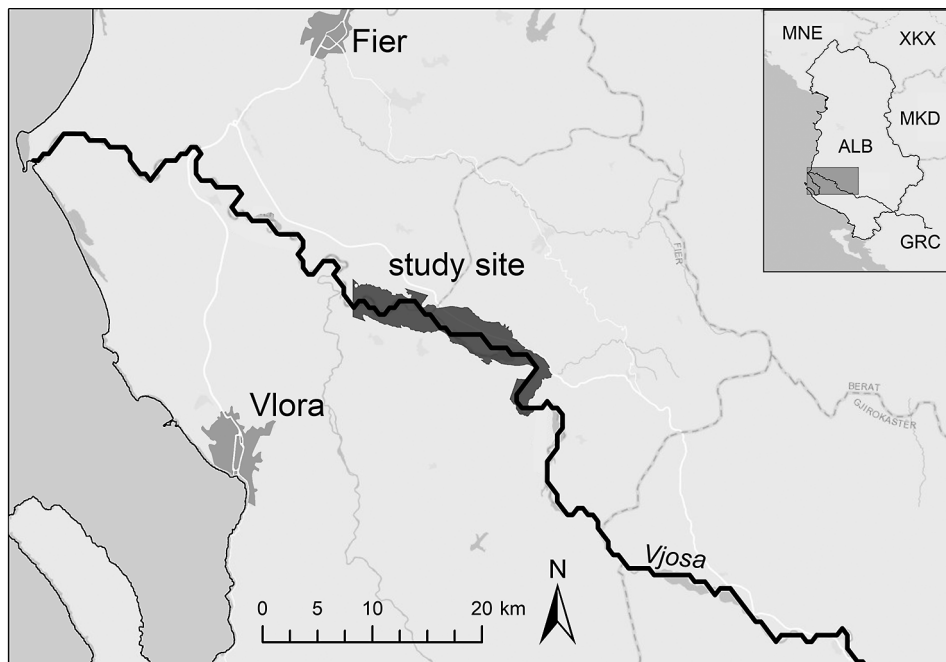 Fier
MNE
XKX
MKD
ALB
GRC
study site
FIER
Vlora
BERAT
GJIROKASTER
Vjosa
N
0 5 10 20 km